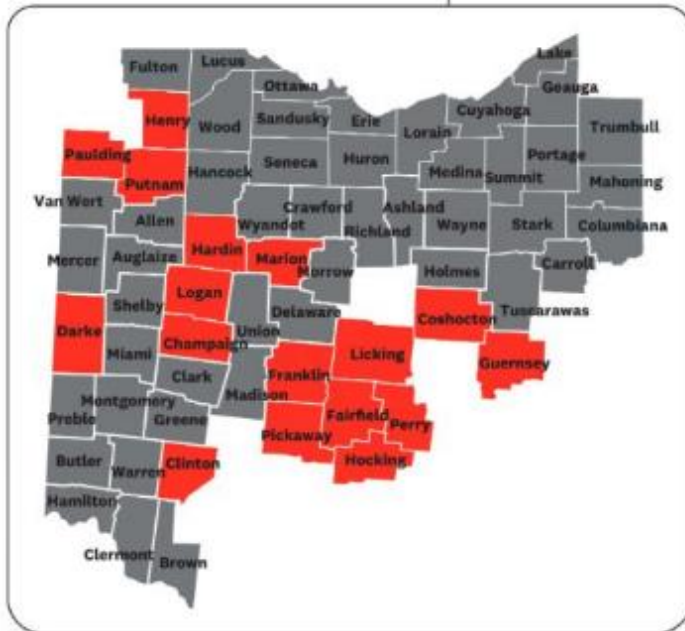 Lake
Fulton
Lucus
Geauga
Ottawa
Cuyahoga
Henry
Wood
Sandusky
Erie
Lorain
Trumbull
Paulding
Putnam
Hancock
Seneca
Huron
Medina
Summit
Portage
Mahoning
Van Wert
Allen
Wyandot
Crawford
Richland
Ashland
Wayne
Stark
Columbiana
Mercer
Auglaize
Hardin
Marion
Morrow
Holmes
Carroll
Logan
Shelby
Darke
Champaign
Union
Delaware
Coshocton
Tuscarawas
Miami
Licking
Guernsey
Clark
Madison
Franklin
Preble
Montgomery
Greene
Pickaway
Fairfield
Perry
Butler
Warren
Clinton
Hocking
Hamilton
Clermont
Brown